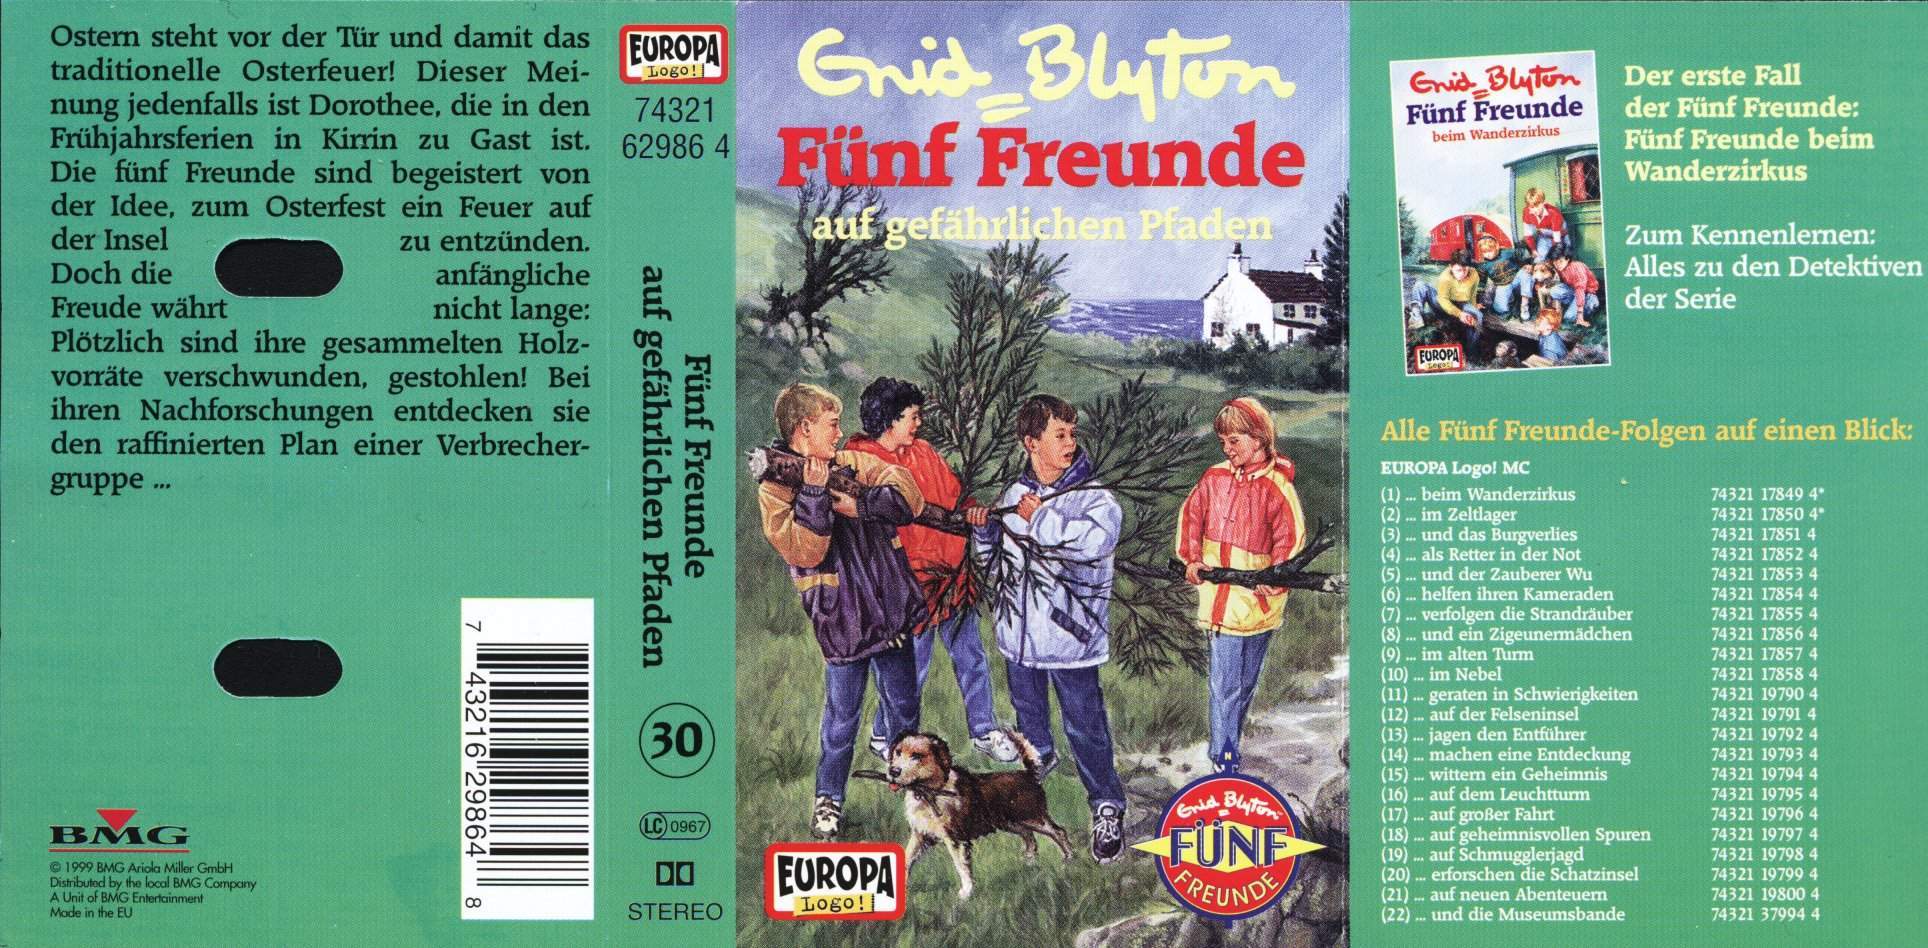 Ostern steht vor der Tür und damit das
traditionelle Osterfeuer! Dieser Mei-
nung jedenfalls ist Dorothee, die in den
Frühjahrsferien in Kirrin zu Gast ist.
Die fünf Freunde sind begeistert von
der Idee, zum Osterfest ein Feuer auf
der Insel zu entzünden.
Doch die anfängliche
Freude währt nicht lange:
Plötzlich sind ihre gesammelten Holz-
vorräte verschwunden, gestohlen! Bei
ihren Nachforschungen entdecken sie
den raffinierten Plan einer Verbrecher-
gruppe ...
BMG
© 1999 BMG Ariola Miller GmbH
Distributed by the local BMG Company
A Unit of BMG Entertainment
Made in the EU
7 43216 29864 8
EUROPA
Logo!
74321
62986 4
Fünf Freunde
auf gefährlichen Pfaden
30
LC 0967
STEREO
Enid Blyton
Fünf Freunde
auf gefährlichen Pfaden
EUROPA
Logo!
N
Enid Blyton
FÜNF
FREUNDE
Enid Blyton
Fünf Freunde
beim Wanderzirkus
EUROPA
Logo!
Der erste Fall
der Fünf Freunde:
Fünf Freunde beim
Wanderzirkus
Zum Kennenlernen:
Alles zu den Detektiven
der Serie
Alle Fünf Freunde-Folgen auf einen Blick:
EUROPA Logo! MC
(1) ... beim Wanderzirkus 74321 17849 4*
(2) ... im Zeltlager 74321 17850 4*
(3) ... und das Burgverlies 74321 17851 4
(4) ... als Retter in der Not 74321 17852 4
(5) ... und der Zauberer Wu 74321 17853 4
(6) ... helfen ihren Kameraden 74321 17854 4
(7) ... verfolgen die Strandräuber 74321 17855 4
(8) ... und ein Zigeunermädchen 74321 17856 4
(9) ... im alten Turm 74321 17857 4
(10) ... im Nebel 74321 17858 4
(11) ... geraten in Schwierigkeiten 74321 19790 4
(12) ... auf der Felseninsel 74321 19791 4
(13) ... jagen den Entführer 74321 19792 4
(14) ... machen eine Entdeckung 74321 19793 4
(15) ... wittern ein Geheimnis 74321 19794 4
(16) ... auf dem Leuchtturm 74321 19795 4
(17) ... auf großer Fahrt 74321 19796 4
(18) ... auf geheimnisvollen Spuren 74321 19797 4
(19) ... auf Schmugglerjagd 74321 19798 4
(20) ... erforschen die Schatzinsel 74321 19799 4
(21) ... auf neuen Abenteuern 74321 19800 4
(22) ... und die Museumsbande 74321 37994 4